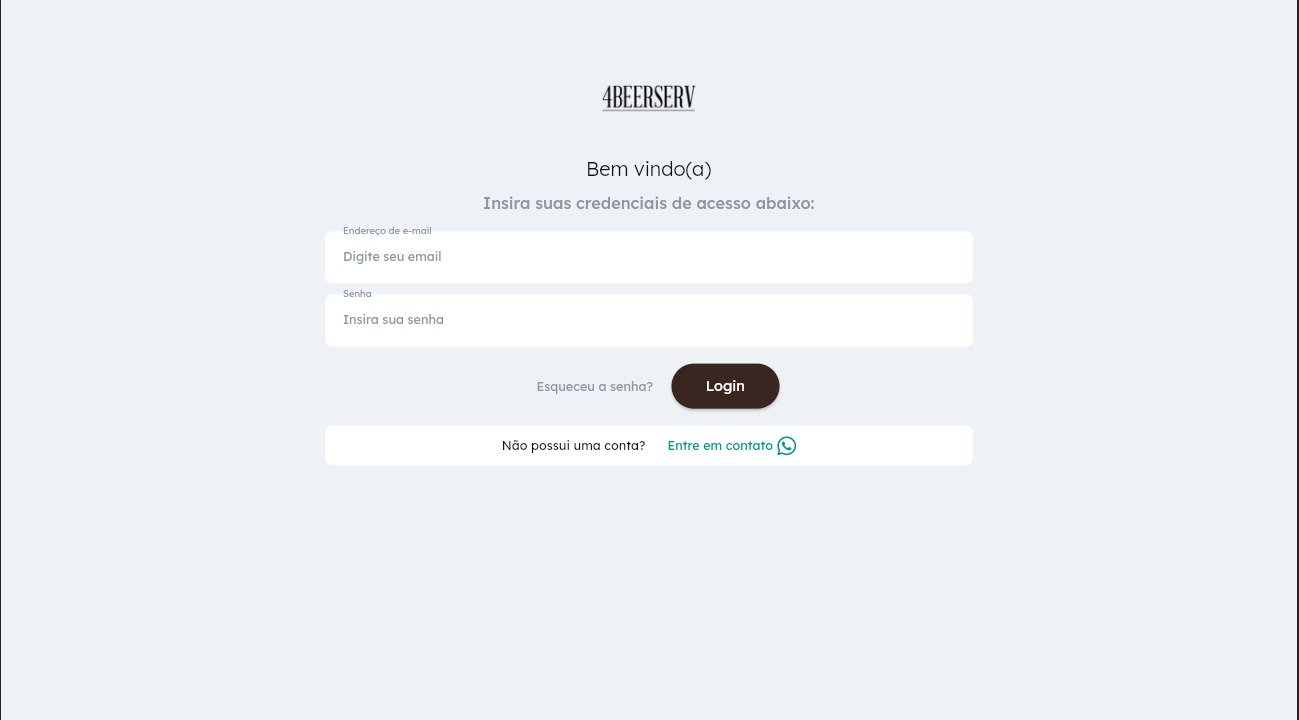 4BEERSERV
Bem vindo(a)
Insira suas credenciais de acesso abaixo:
Endereço de e-mail
Digite seu email
Senha
Insira sua senha
Esqueceu a senha? Login
Não possui uma conta? Entre em contato